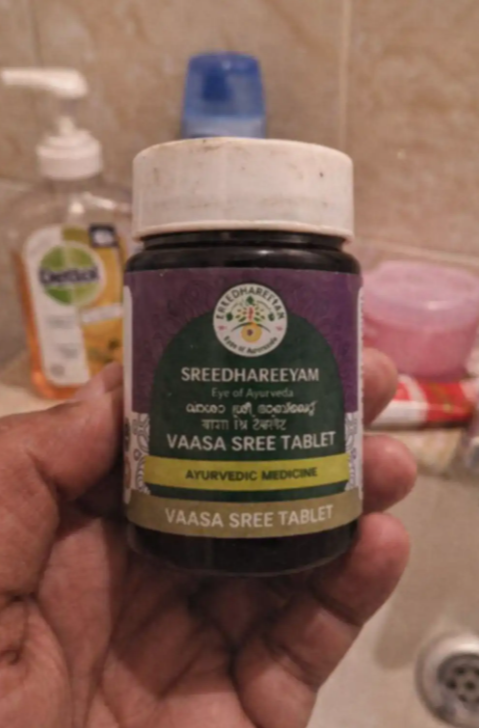 Dettol
SREEDHAREEYAM
Eye of Ayurveda
SREEDHAREEYAM
Eye of Ayurveda
വാശാ ശ്രീ ടാബ്ലെറ്റ്
वाशा श्री टैबलेट
VAASA SREE TABLET
AYURVEDIC MEDICINE
VAASA SREE TABLET